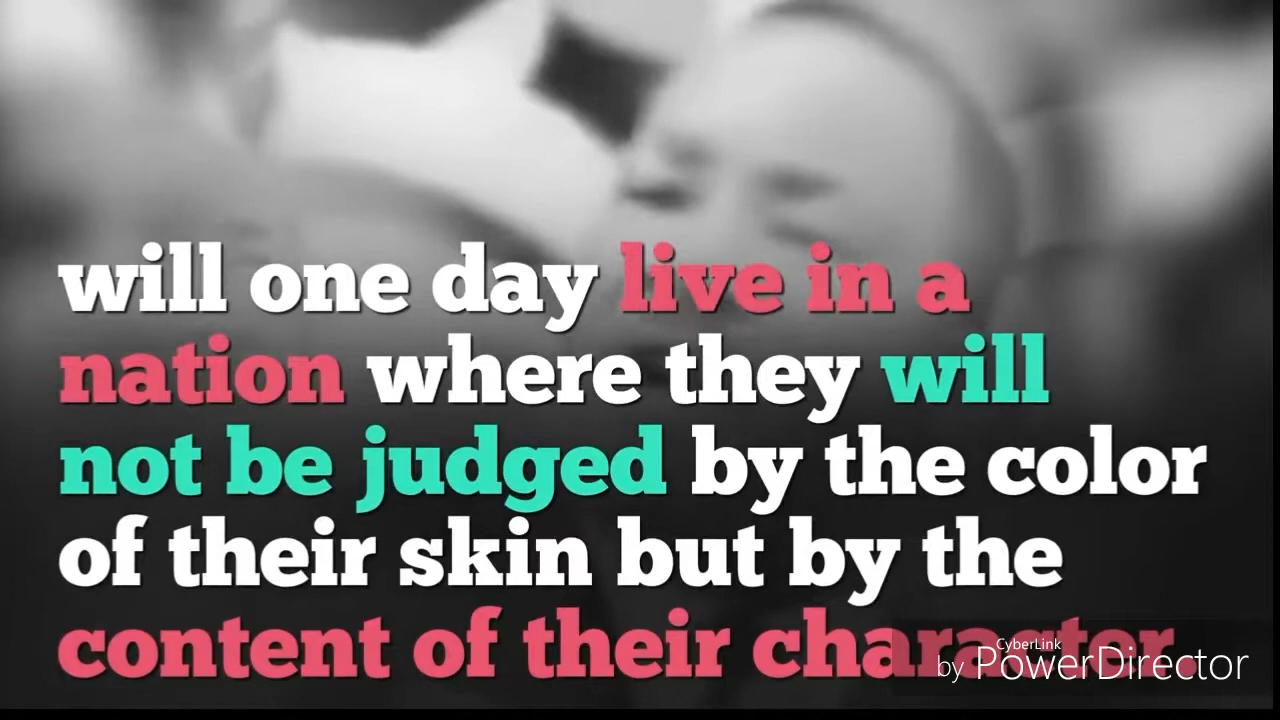 will one day live in a
nation where they will
not be judged by the color
of their skin but by the
content of their character
CyberLink
by PowerDirector